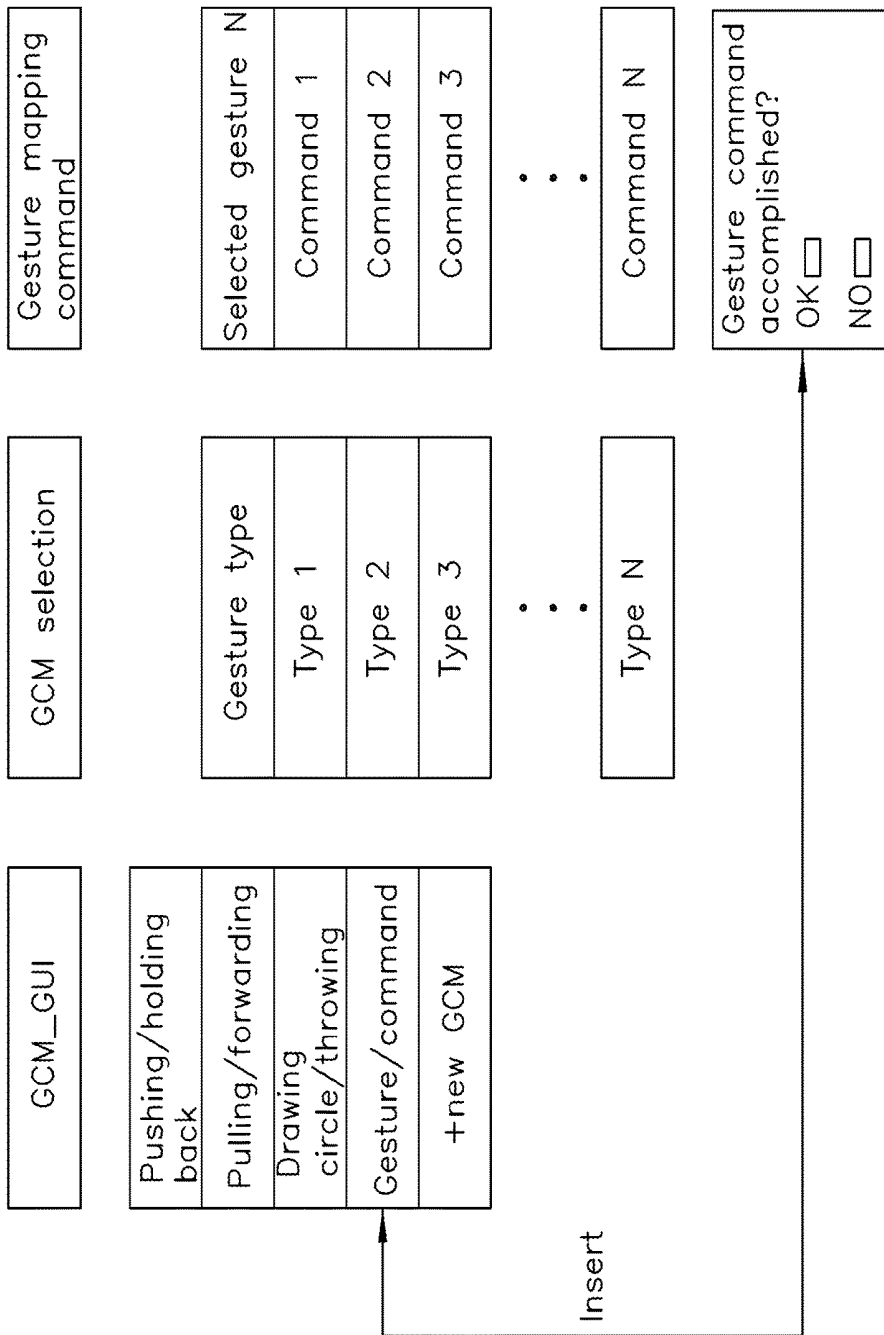 GCM_GUI
Pushing/holding
back
Pulling/forwarding
Drawing
circle/throwing
Gesture/command
+new GCM
Insert
GCM selection
Gesture type
Type 1
Type 2
Type 3
Type N
Gesture mapping
command
Selected gesture N
Command 1
Command 2
Command 3
Command N
Gesture command
accomplished?
OK
NO